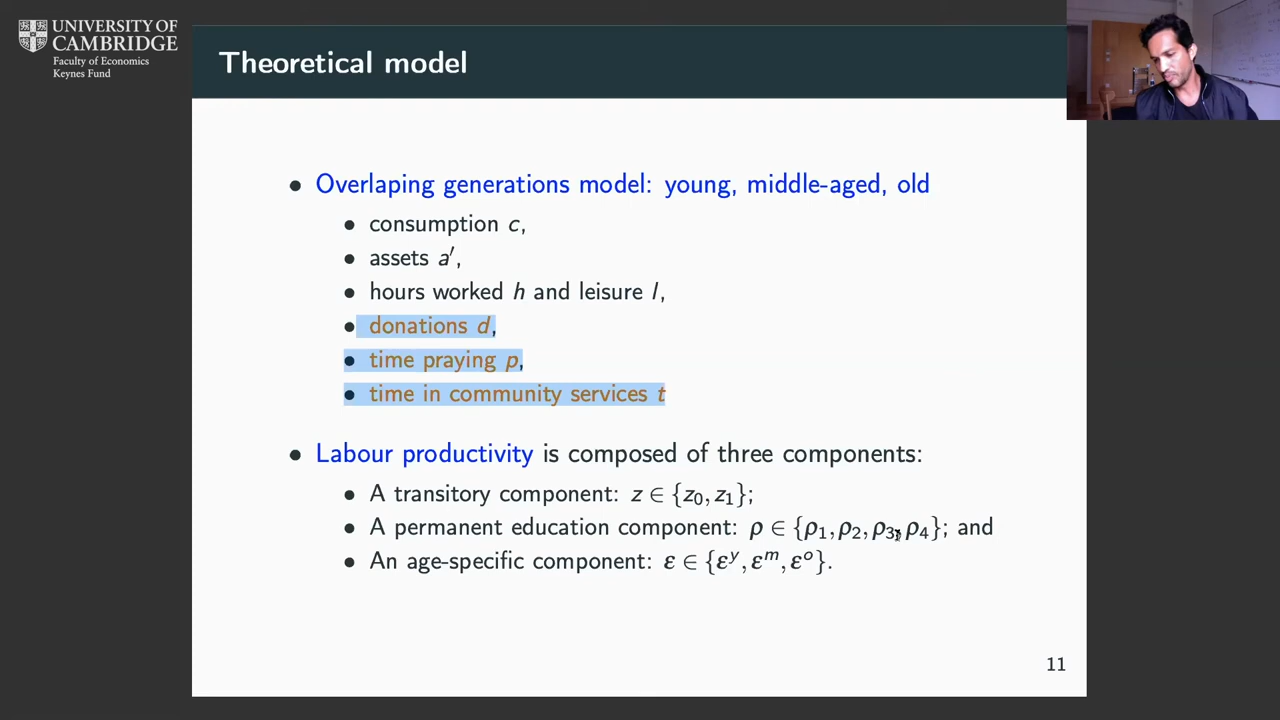 UNIVERSITY OF
CAMBRIDGE
Faculty of Economics
Keynes Fund
Theoretical model
• Overlaping generations model: young, middle-aged, old
• consumption c,
• assets a′,
• hours worked h and leisure l,
• donations d,
• time praying p,
• time in community services t
• Labour productivity is composed of three components:
• A transitory component: z ∈ {z₀, z₁};
• A permanent education component: ρ ∈ {ρ₁, ρ₂, ρ₃, ρ₄}; and
• An age-specific component: ε ∈ {εʸ, εᵐ, εᵒ}.
11